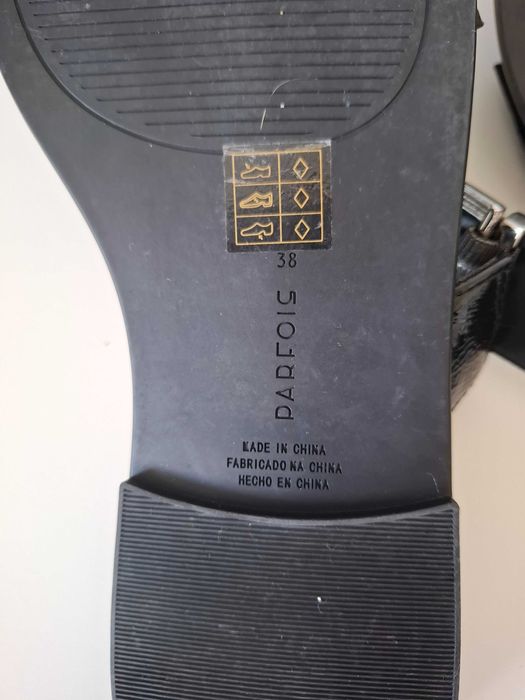 38
PARFOIS
MADE IN CHINA
FABRICADO NA CHINA
HECHO EN CHINA